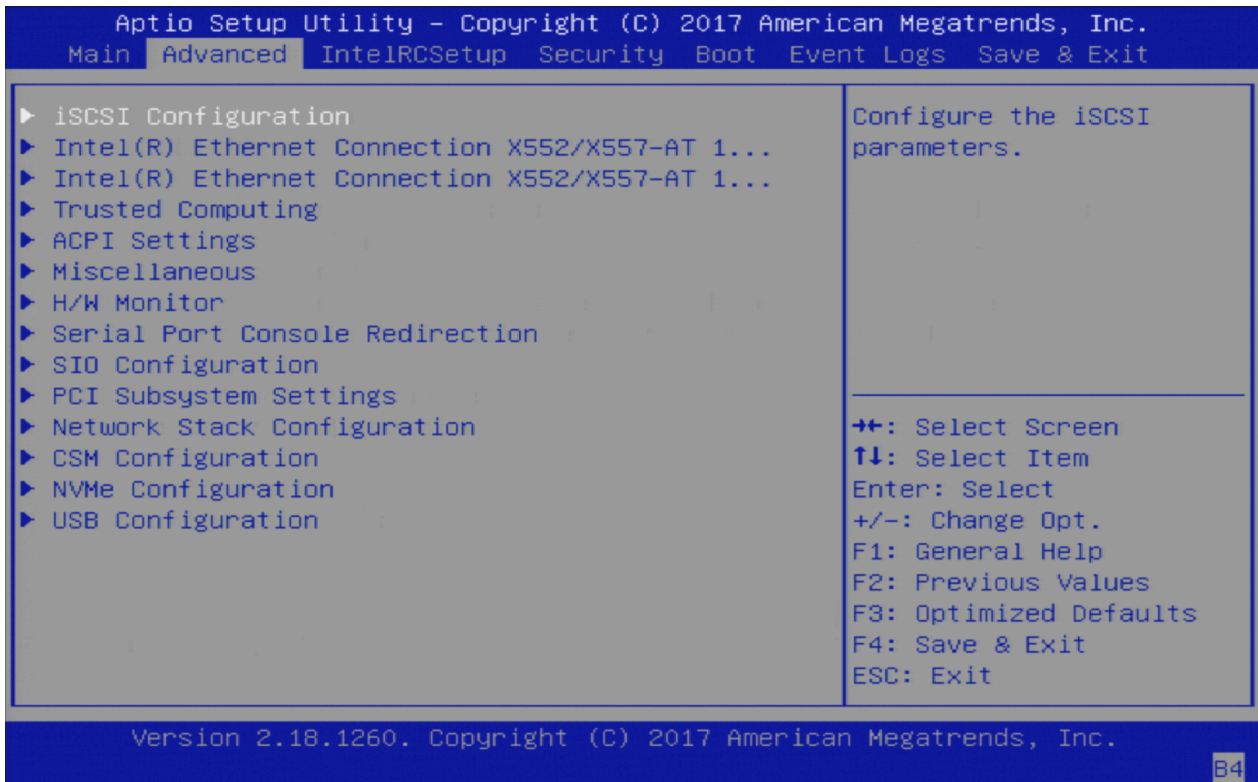 Aptio Setup Utility – Copyright (C) 2017 American Megatrends, Inc.
Main Advanced IntelRCSetup Security Boot Event Logs Save & Exit
▶ iSCSI Configuration
▶ Intel(R) Ethernet Connection X552/X557-AT 1...
▶ Intel(R) Ethernet Connection X552/X557-AT 1...
▶ Trusted Computing
▶ ACPI Settings
▶ Miscellaneous
▶ H/W Monitor
▶ Serial Port Console Redirection
▶ SIO Configuration
▶ PCI Subsystem Settings
▶ Network Stack Configuration
▶ CSM Configuration
▶ NVMe Configuration
▶ USB Configuration
Configure the iSCSI
parameters.
→←: Select Screen
↑↓: Select Item
Enter: Select
+/-: Change Opt.
F1: General Help
F2: Previous Values
F3: Optimized Defaults
F4: Save & Exit
ESC: Exit
Version 2.18.1260. Copyright (C) 2017 American Megatrends, Inc.
B4